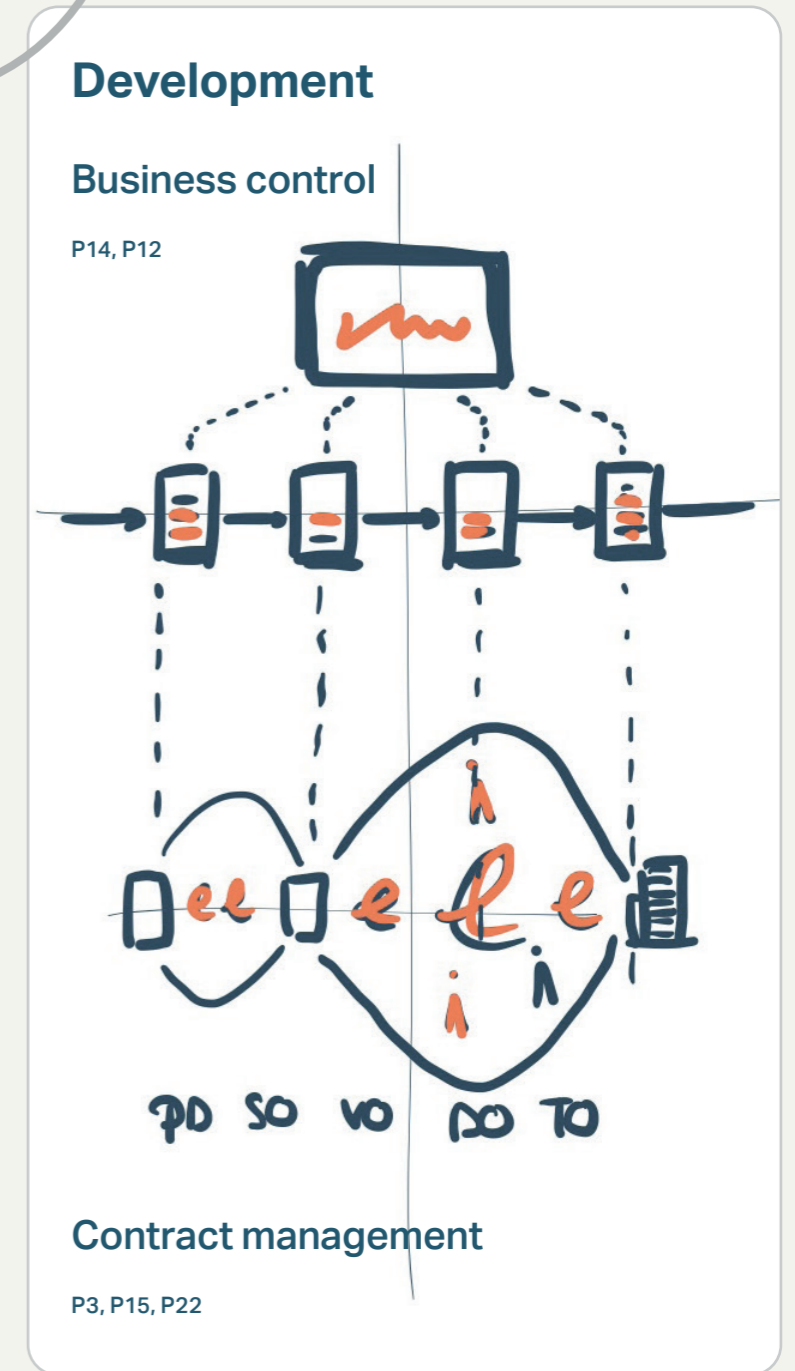 Development
Business control
P14, P12
PD SO VO DO TO
Contract management
P3, P15, P22